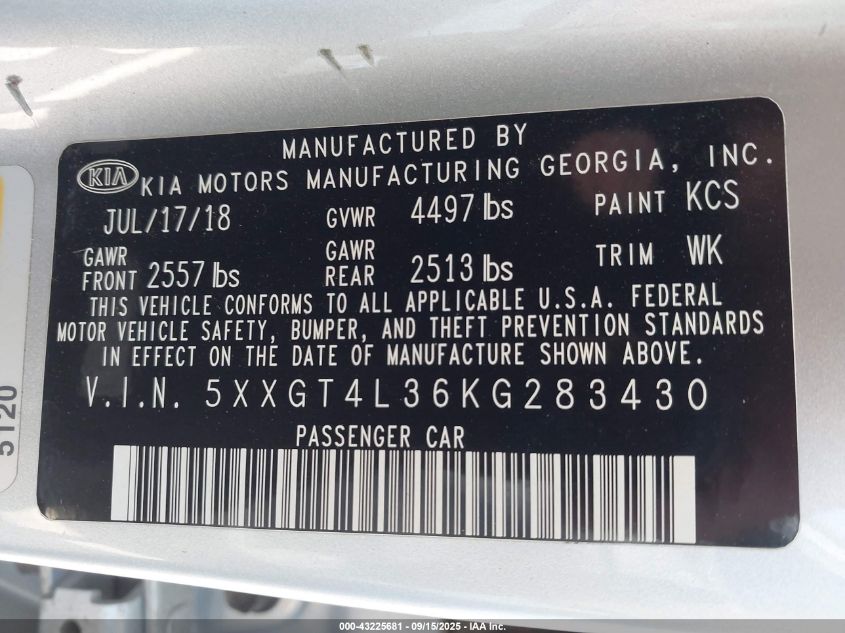 MANUFACTURED BY
KIA KIA MOTORS MANUFACTURING GEORGIA, INC.
JUL/17/18 GVWR 4497 lbs PAINT KCS
GAWR FRONT 2557 lbs GAWR REAR 2513 lbs TRIM WK
THIS VEHICLE CONFORMS TO ALL APPLICABLE U.S.A. FEDERAL
MOTOR VEHICLE SAFETY, BUMPER, AND THEFT PREVENTION STANDARDS
IN EFFECT ON THE DATE OF MANUFACTURE SHOWN ABOVE.
V.I.N. 5XXGT4L36KG283430
PASSENGER CAR
5120
000-43225681 - 09/15/2025 - IAA Inc.